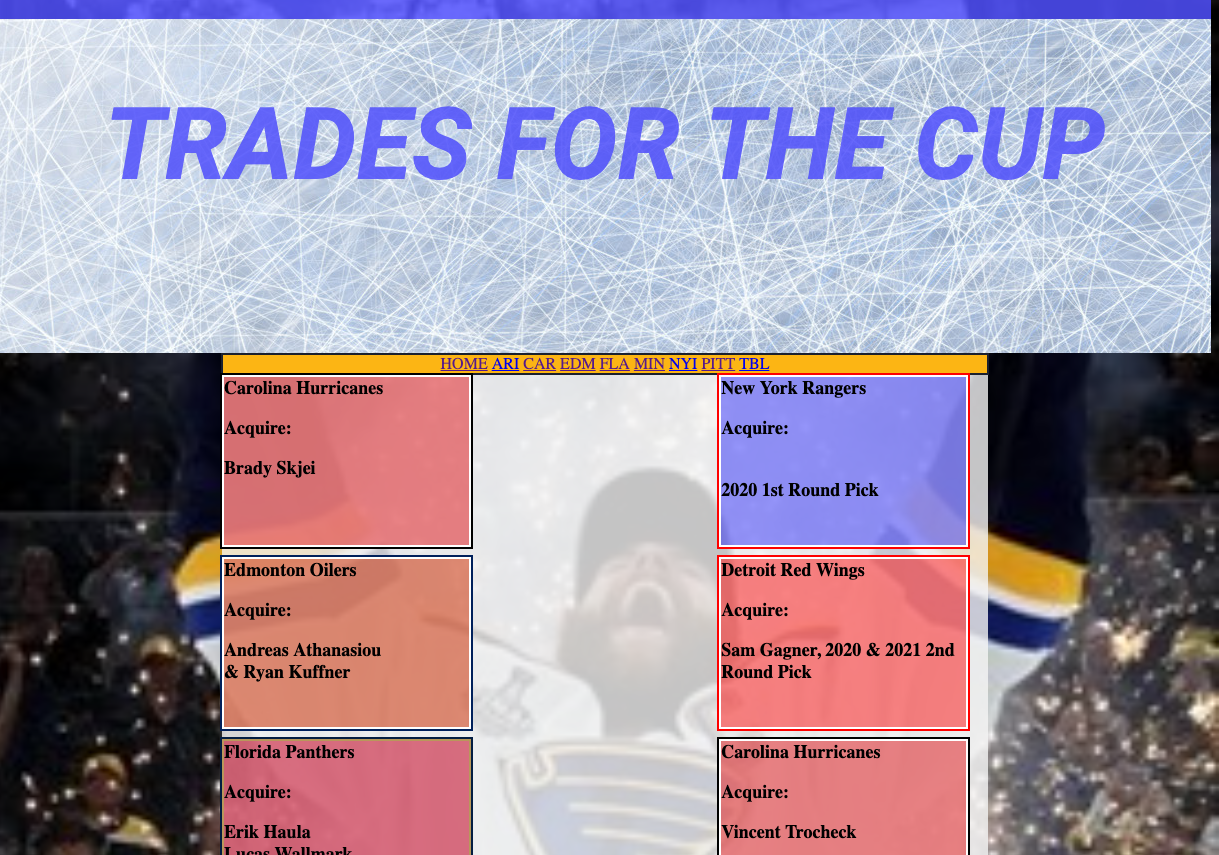 TRADES FOR THE CUP
HOME ARI CAR EDM FLA MIN NYI PITT TBL
Carolina Hurricanes
Acquire:
Brady Skjei
New York Rangers
Acquire:
2020 1st Round Pick
Edmonton Oilers
Acquire:
Andreas Athanasiou
& Ryan Kuffner
Detroit Red Wings
Acquire:
Sam Gagner, 2020 & 2021 2nd
Round Pick
Florida Panthers
Acquire:
Erik Haula
Lucas Wallmark
Carolina Hurricanes
Acquire:
Vincent Trocheck